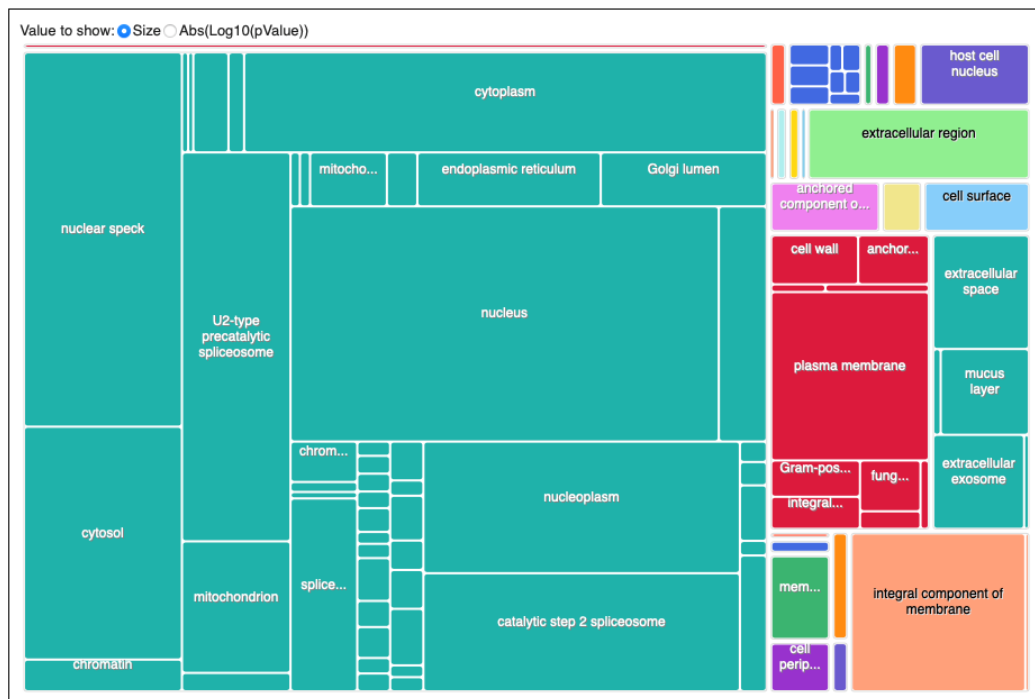 Value to show: Size Abs(Log10(pValue))
cytoplasm
host cell
nucleus
extracellular region
mitocho...
endoplasmic reticulum
Golgi lumen
anchored
component o...
cell surface
nuclear speck
cell wall
anchor...
extracellular
space
U2-type
precatalytic
spliceosome
nucleus
plasma membrane
mucus
layer
chrom...
Gram-pos...
fung...
extracellular
exosome
nucleoplasm
integral...
cytosol
splice...
mem...
integral component of
membrane
mitochondrion
catalytic step 2 spliceosome
cell
perip...
chromatin